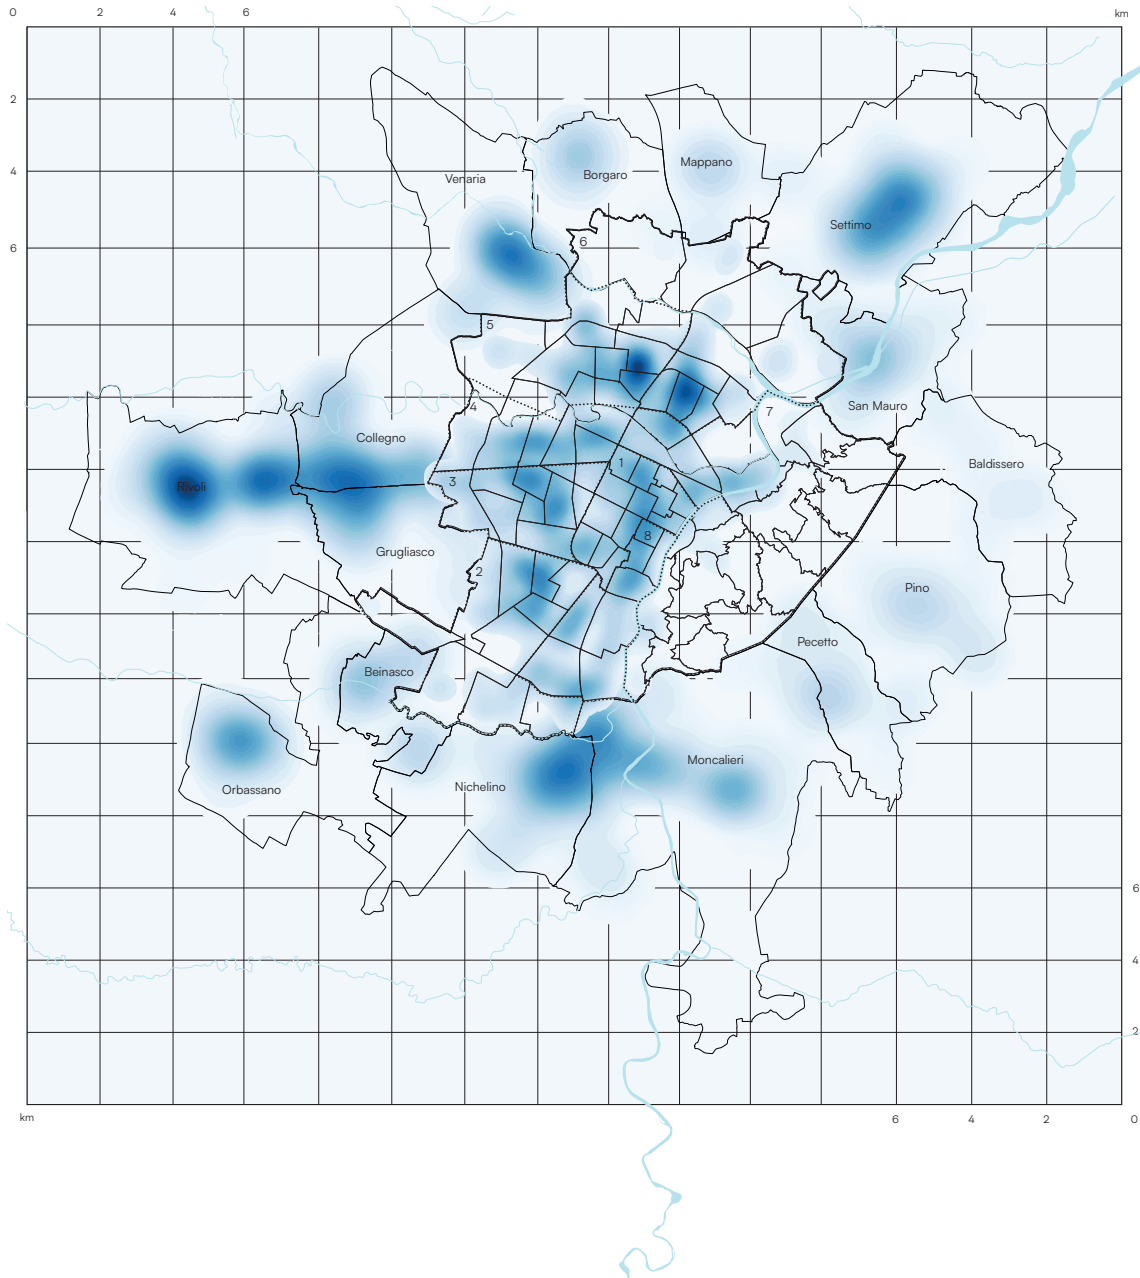 0 2 4 6 km
2
Borgaro
Mappano
4
Venaria
Settimo
6
6
5
4
7
San Mauro
Collegno
1
Baldissero
3
Rivoli
8
Grugliasco
2
Pino
Pecetto
Beinasco
Moncalieri
Nichelino
Orbassano
6
4
2
km 6 4 2 0